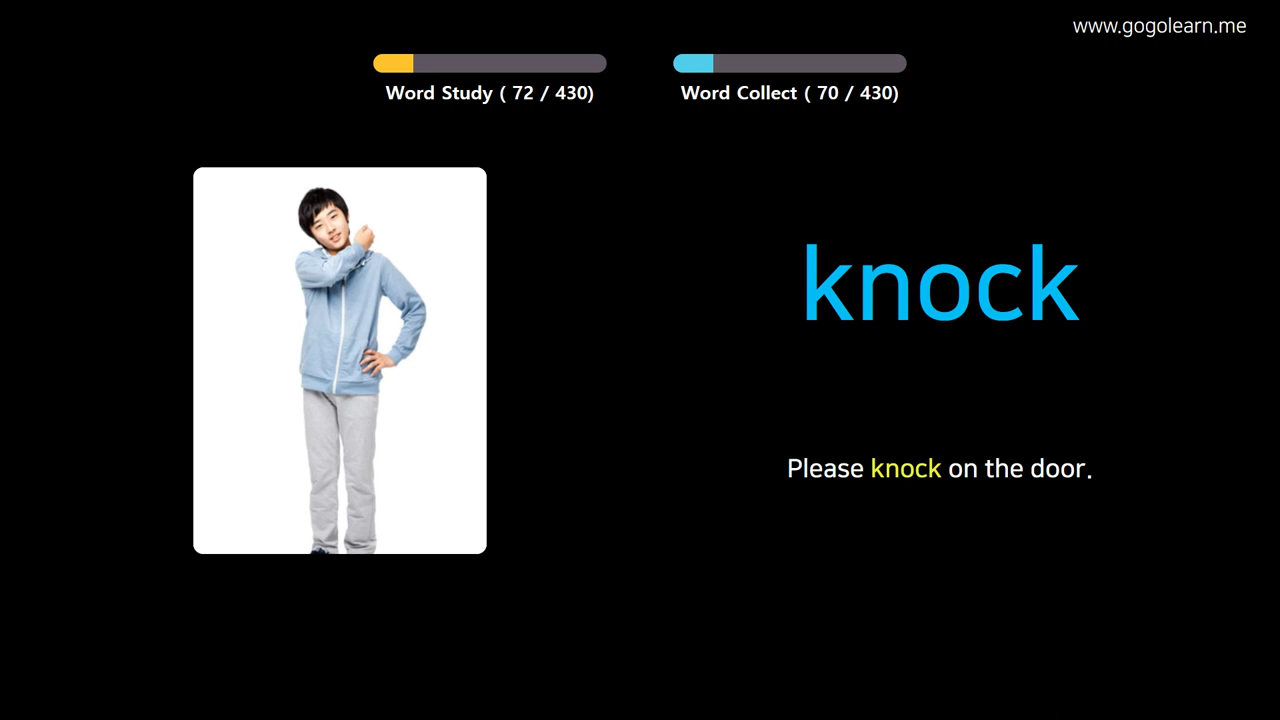 www.gogolearn.me
Word Study ( 72 / 430)
Word Collect ( 70 / 430)
knock
Please knock on the door.